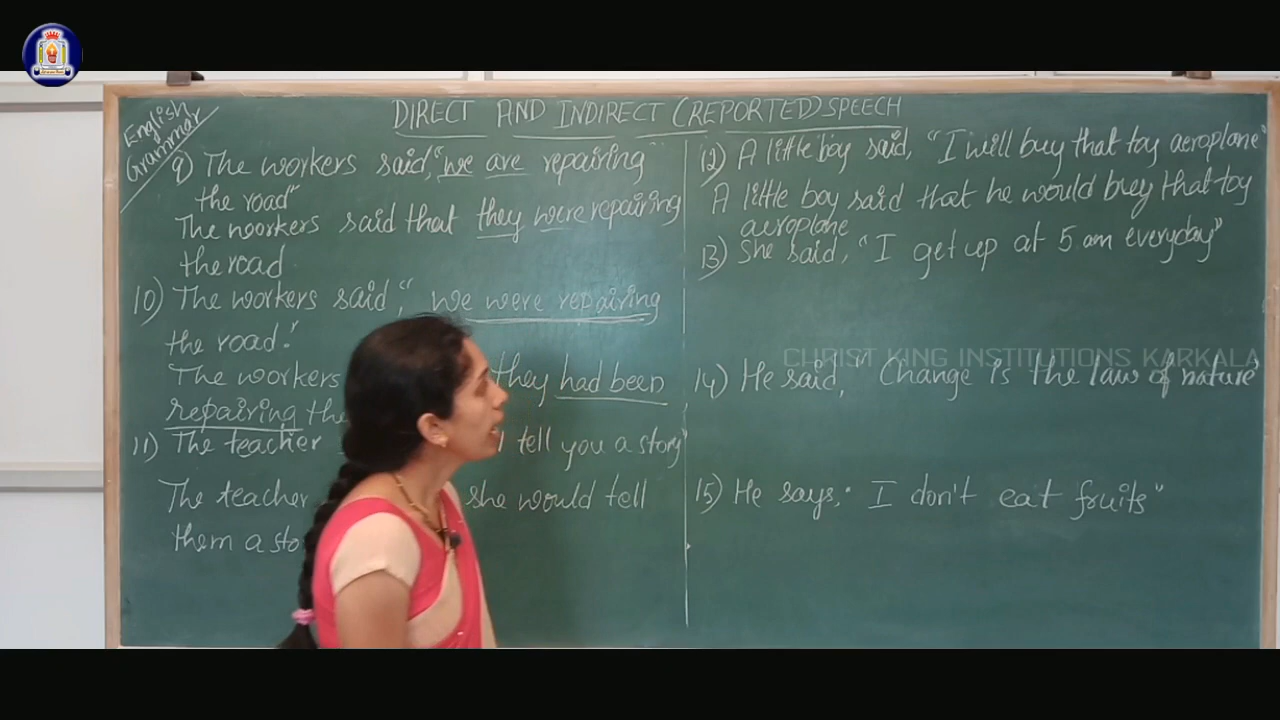 English
Grammar
DIRECT AND INDIRECT (REPORTED) SPEECH
9) The workers said, "we are repairing
the road"
The workers said that they were repairing
the road
10) The workers said, "we were repairing
the road."
The workers they had been
repairing the
11) The teacher tell you a story"
The teacher she would tell
them a sto
12) A little boy said, "I will buy that toy aeroplane"
A little boy said that he would buy that toy
aeroplane
13) She said, "I get up at 5 am everyday"
CHRIST KING INSTITUTIONS KARKALA
14) He said, "Change is the law of nature"
15) He says, "I don't eat fruits"